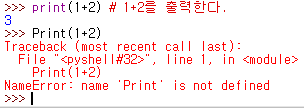 >>> print(1+2) # 1+2를 출력한다.
3
>>> Print(1+2)
Traceback (most recent call last):
  File "<pyshell#32>", line 1, in <module>
    Print(1+2)
NameError: name 'Print' is not defined
>>>